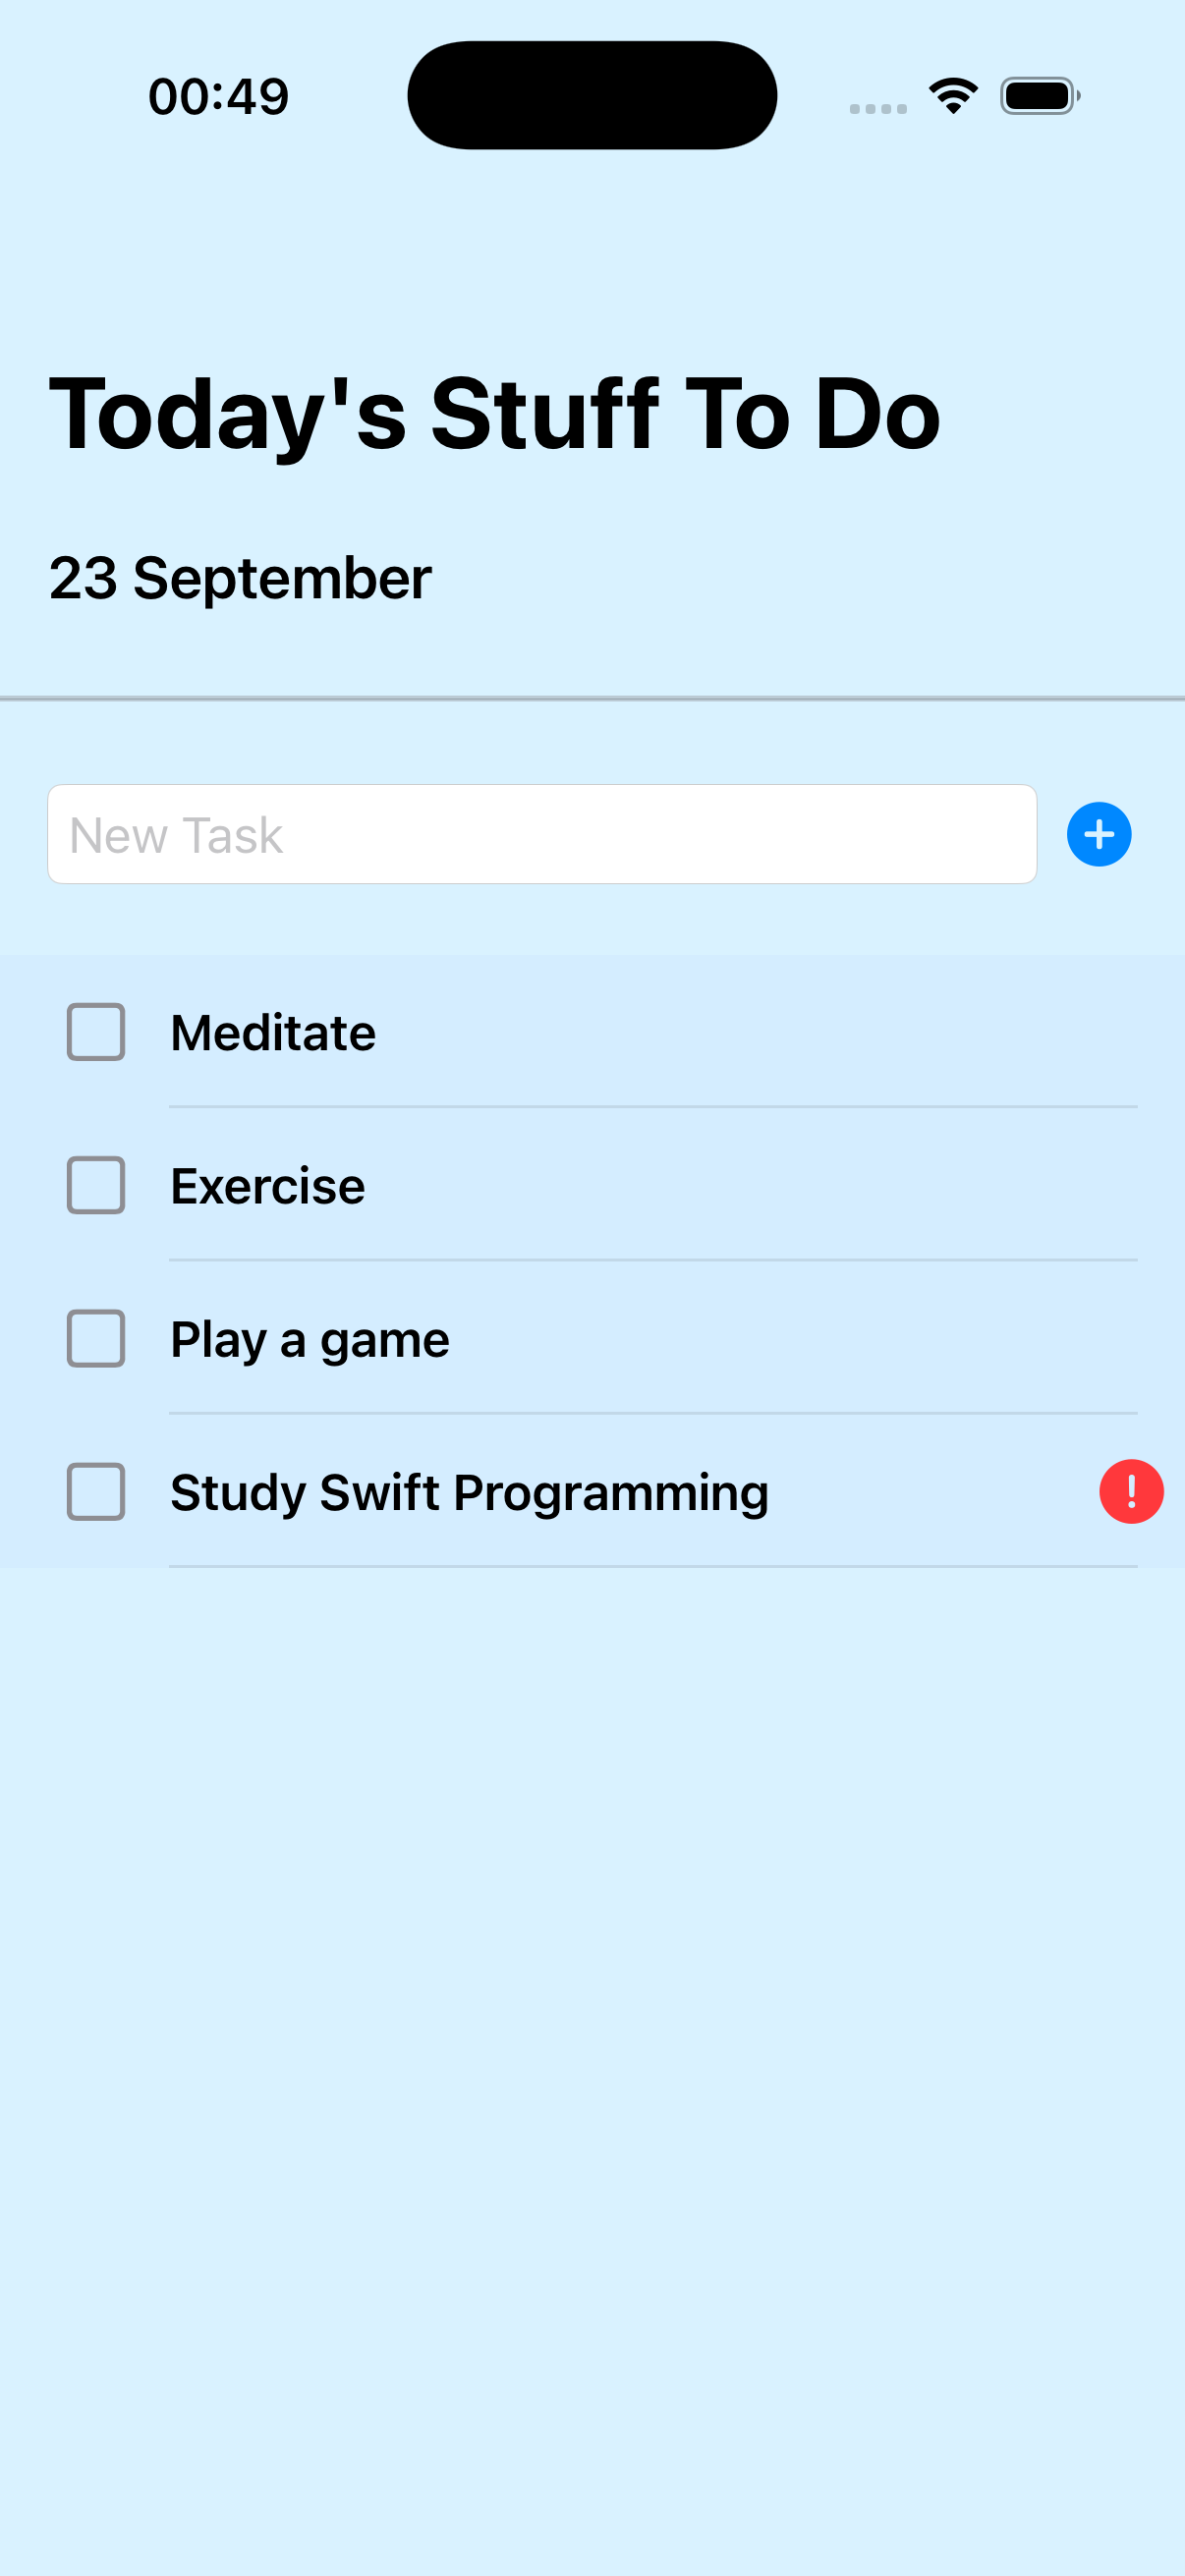 00:49
Today's Stuff To Do
23 September
New Task
Meditate
Exercise
Play a game
Study Swift Programming